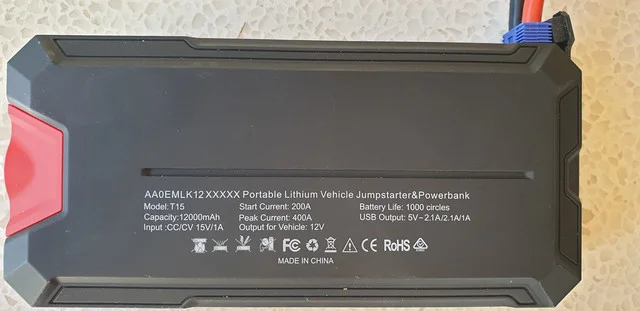 AA0EMLK12XXXXX Portable Lithium Vehicle Jumpstarter&Powerbank
Model: T15 Start Current: 200A Battery Life: 1000 circles
Capacity:12000mAh Peak Current: 400A USB Output: 5V⎓2.1A/2.1A/1A
Input :CC/CV 15V/1A Output for Vehicle: 12V
FC CE RoHS
MADE IN CHINA